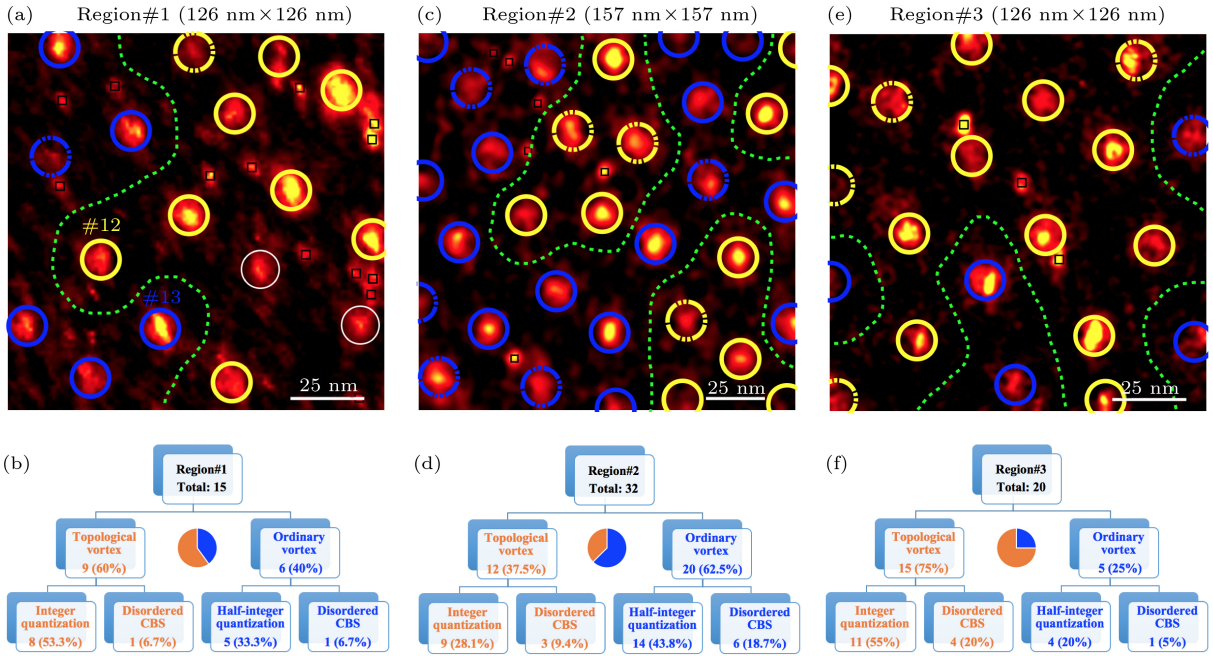 (a) Region#1 (126 nm×126 nm)
(c) Region#2 (157 nm×157 nm)
(e) Region#3 (126 nm×126 nm)
#12
#13
25 nm
25 nm
25 nm
(b)
Region#1
Total: 15
Topological
vortex
9 (60%)
Ordinary
vortex
6 (40%)
Integer
quantization
8 (53.3%)
Disordered
CBS
1 (6.7%)
Half-integer
quantization
5 (33.3%)
Disordered
CBS
1 (6.7%)
(d)
Region#2
Total: 32
Topological
vortex
12 (37.5%)
Ordinary
vortex
20 (62.5%)
Integer
quantization
9 (28.1%)
Disordered
CBS
3 (9.4%)
Half-integer
quantization
14 (43.8%)
Disordered
CBS
6 (18.7%)
(f)
Region#3
Total: 20
Topological
vortex
15 (75%)
Ordinary
vortex
5 (25%)
Integer
quantization
11 (55%)
Disordered
CBS
4 (20%)
Half-integer
quantization
4 (20%)
Disordered
CBS
1 (5%)